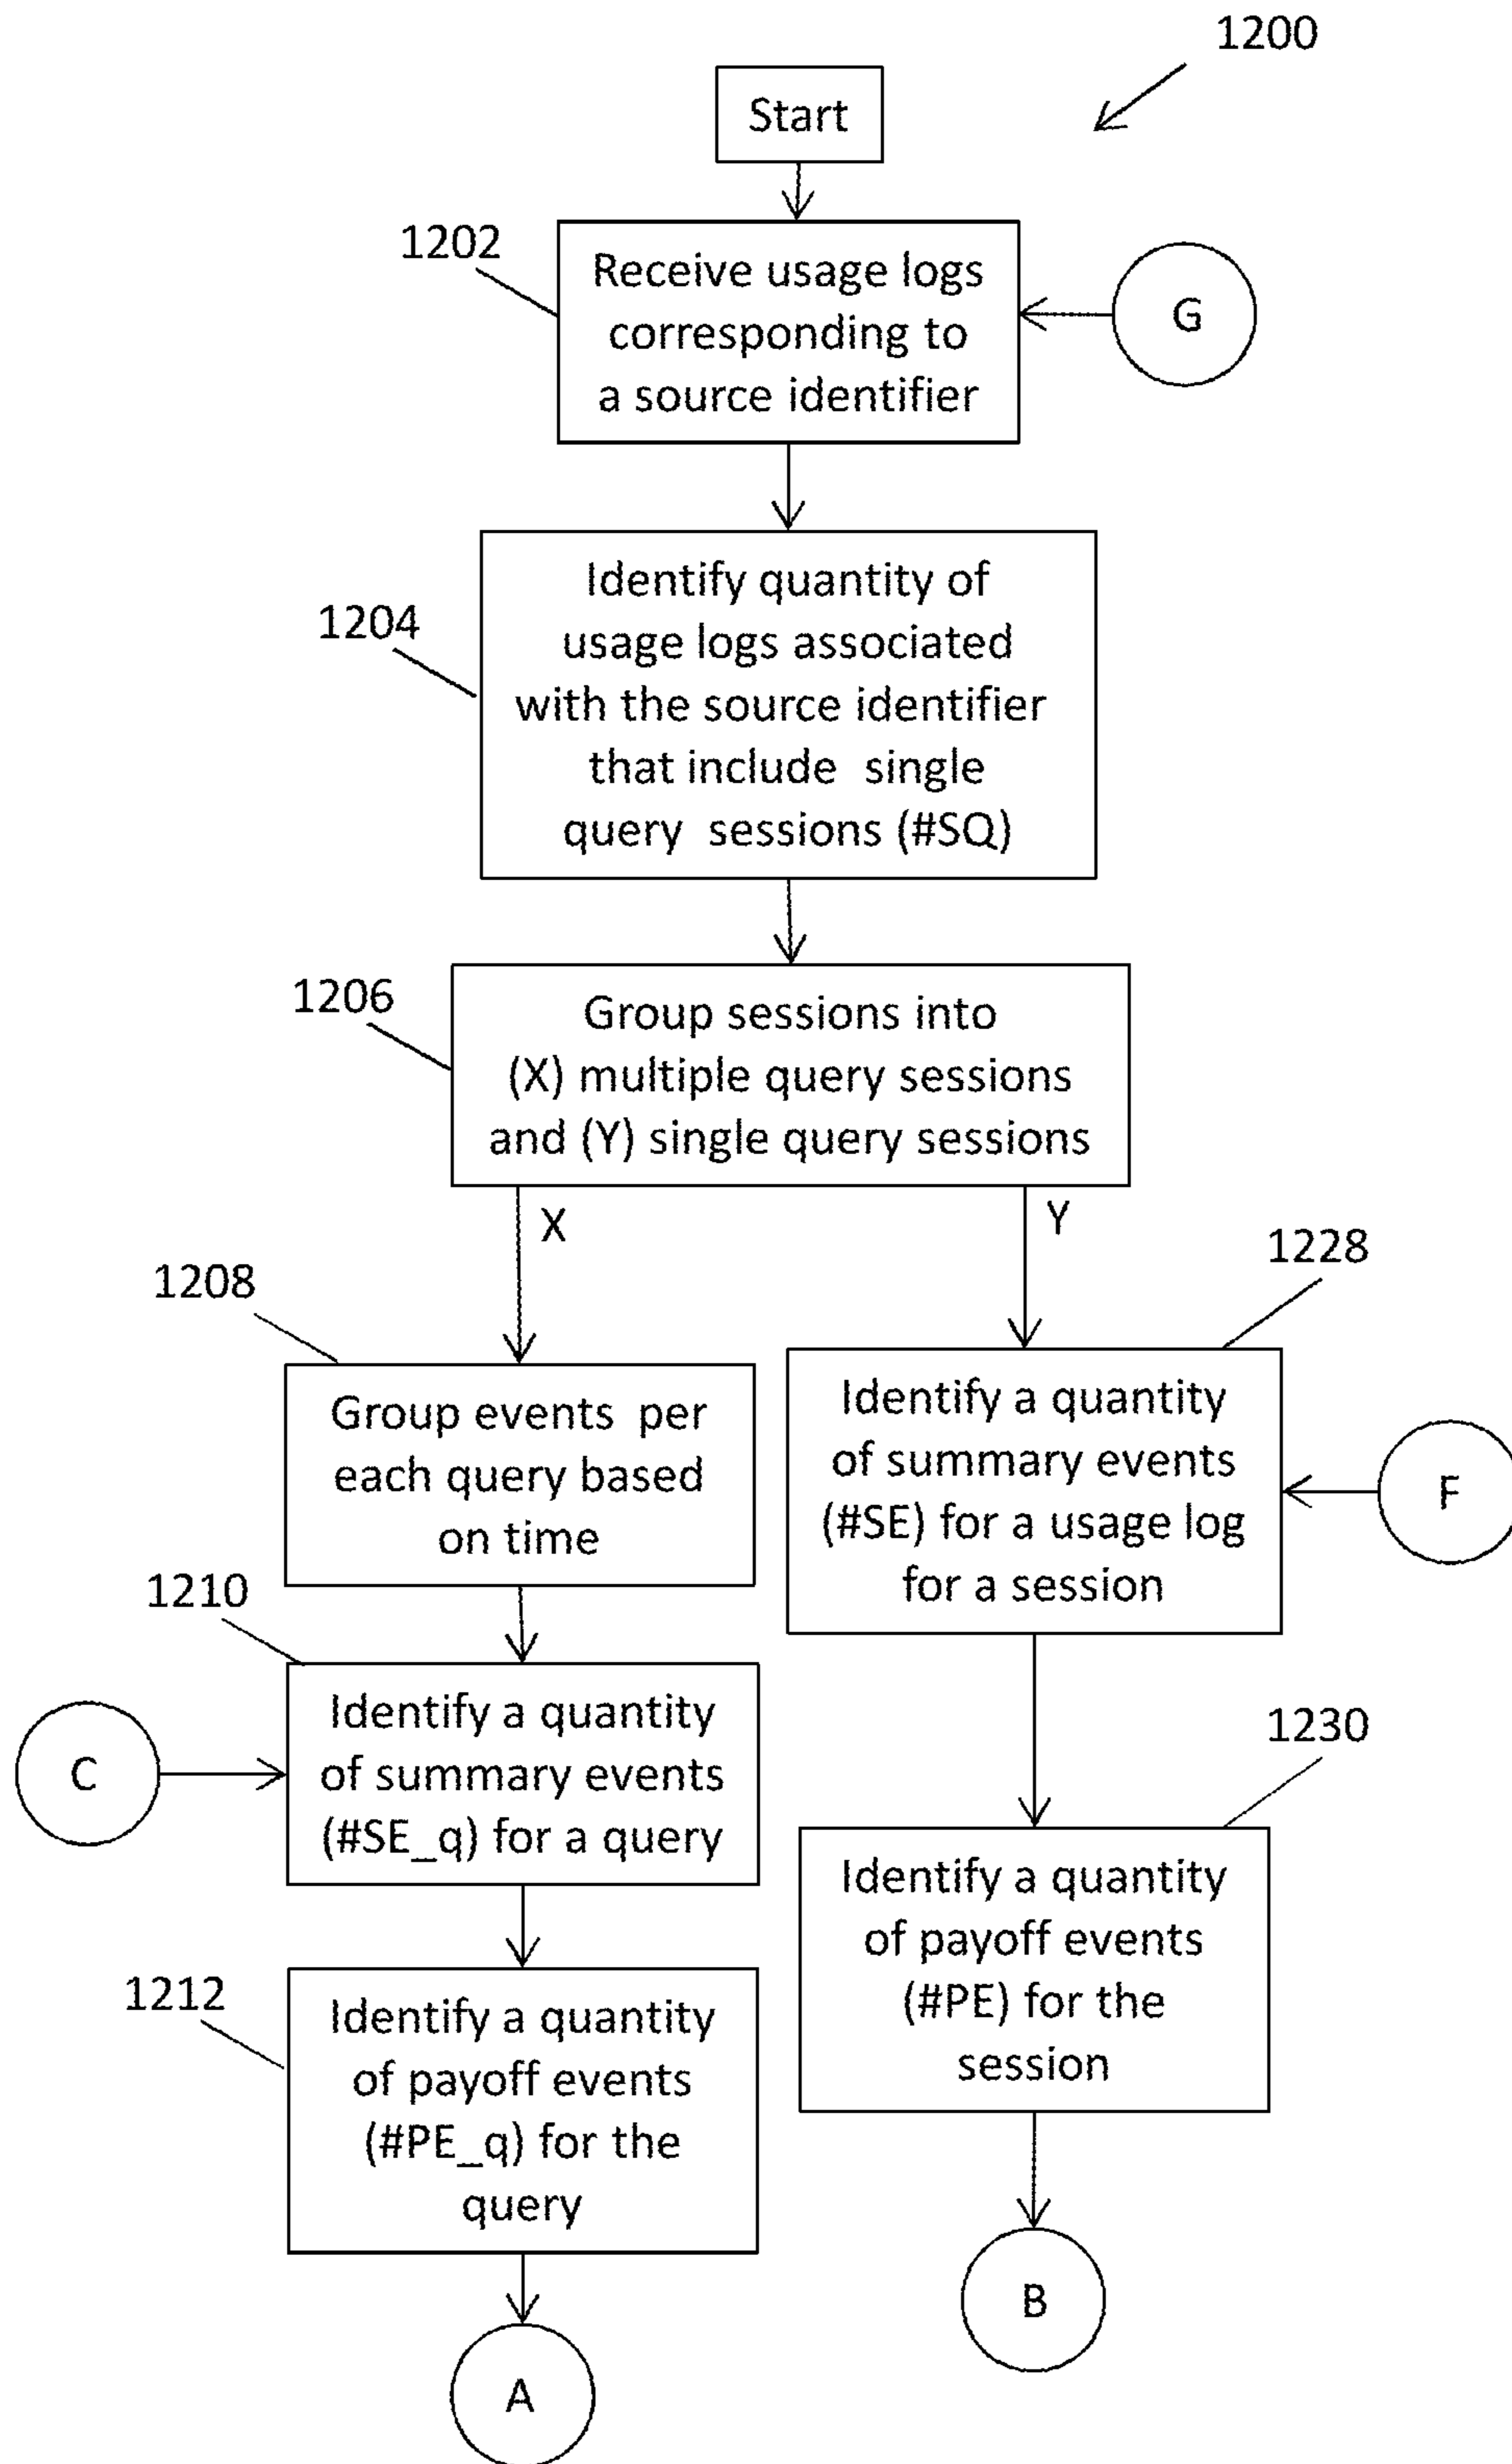 1200
Start
1202
Receive usage logs
corresponding to
a source identifier
G
1204
Identify quantity of
usage logs associated
with the source identifier
that include single
query sessions (#SQ)
1206
Group sessions into
(X) multiple query sessions
and (Y) single query sessions
X
Y
1208
Group events per
each query based
on time
1228
Identify a quantity
of summary events
(#SE) for a usage log
for a session
F
1210
Identify a quantity
of summary events
(#SE_q) for a query
C
1230
Identify a quantity
of payoff events
(#PE) for the
session
1212
Identify a quantity
of payoff events
(#PE_q) for the
query
B
A